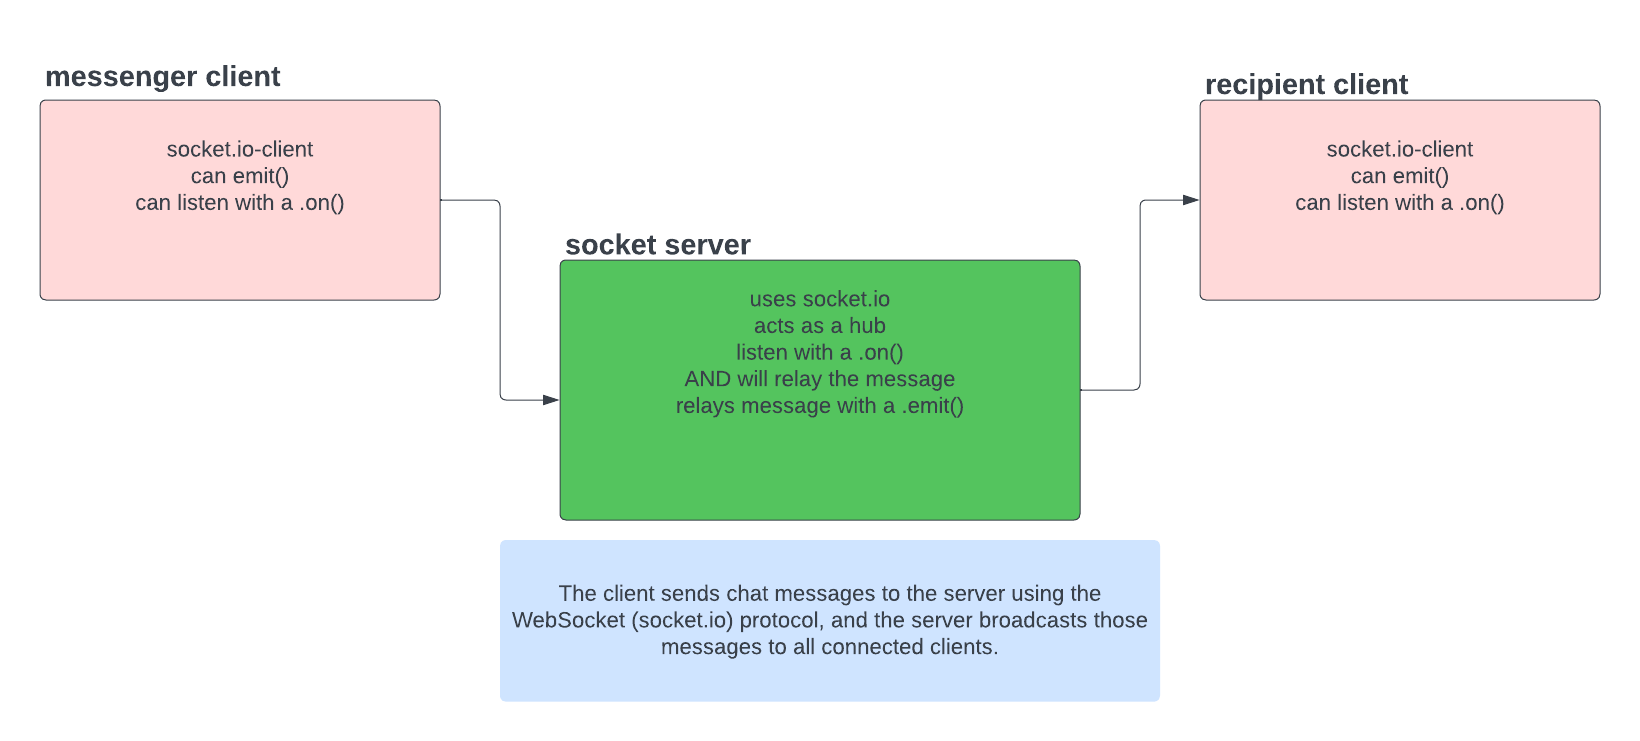 messenger client
socket.io-client
can emit()
can listen with a .on()
recipient client
socket.io-client
can emit()
can listen with a .on()
socket server
uses socket.io
acts as a hub
listen with a .on()
AND will relay the message
relays message with a .emit()
The client sends chat messages to the server using the
WebSocket (socket.io) protocol, and the server broadcasts those
messages to all connected clients.